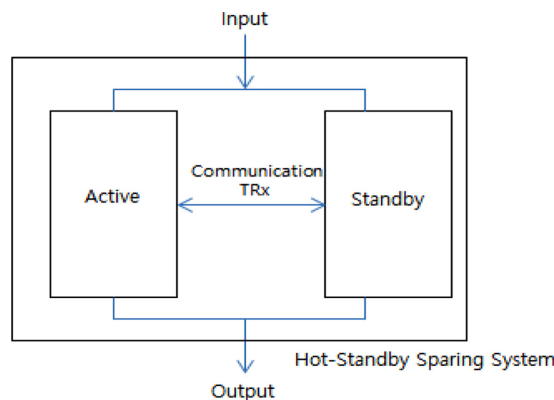 Input
Communication
TRx
Active
Standby
Hot-Standby Sparing System
Output